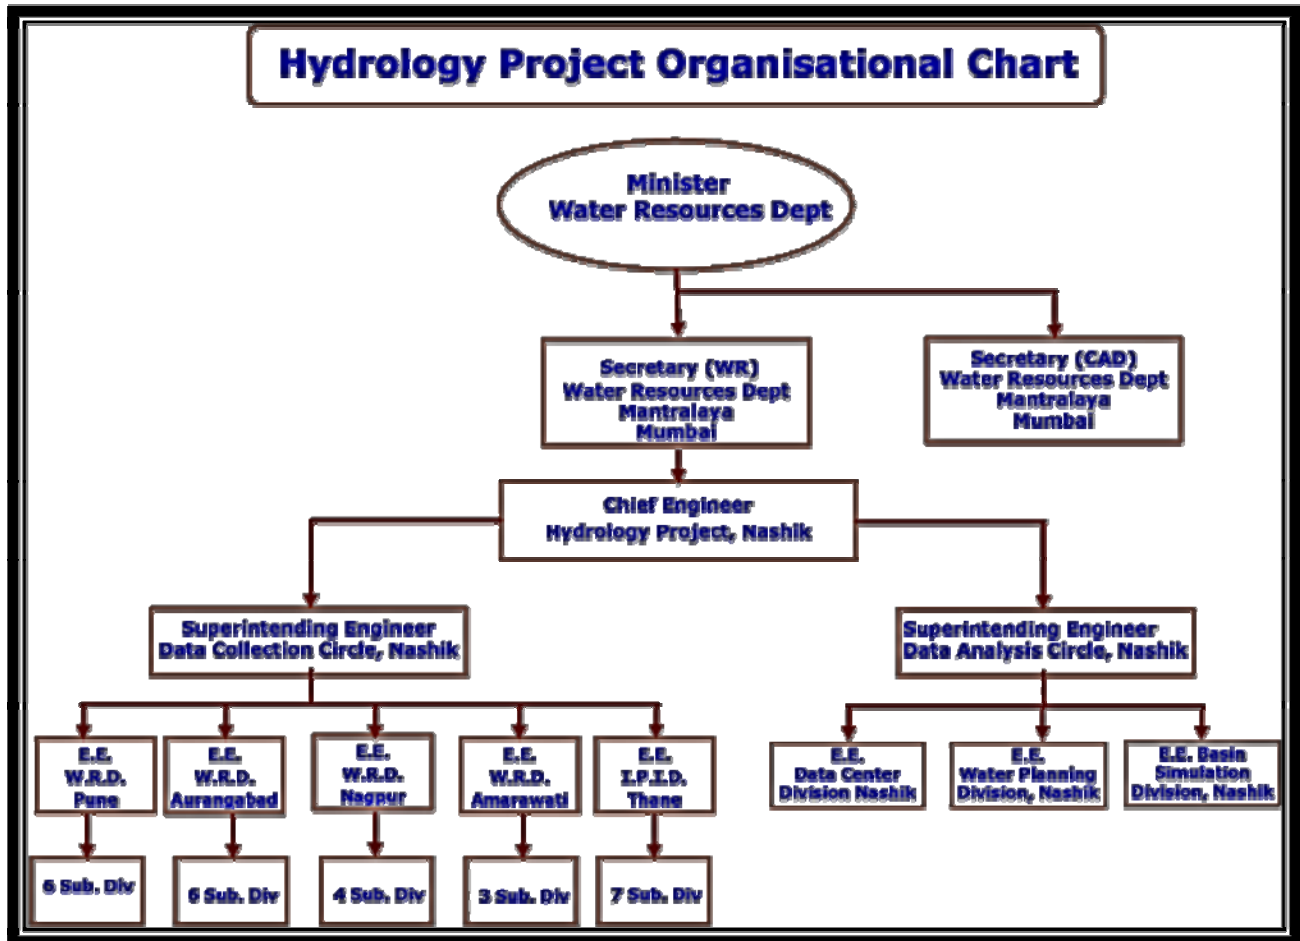 Hydrology Project Organisational Chart
Minister
Water Resources Dept
Secretary (WR)
Water Resources Dept
Mantralaya
Mumbai
Secretary (CAD)
Water Resources Dept
Mantralaya
Mumbai
Chief Engineer
Hydrology Project, Nashik
Superintending Engineer
Data Collection Circle, Nashik
Superintending Engineer
Data Analysis Circle, Nashik
E.E.
W.R.D.
Pune
E.E.
W.R.D.
Aurangabad
E.E.
W.R.D.
Nagpur
E.E.
W.R.D.
Amarawati
E.E.
I.P.I.D.
Thane
E.E.
Data Center
Division Nashik
E.E.
Water Planning
Division, Nashik
E.E. Basin
Simulation
Division, Nashik
6 Sub. Div
6 Sub. Div
4 Sub. Div
3 Sub. Div
7 Sub. Div